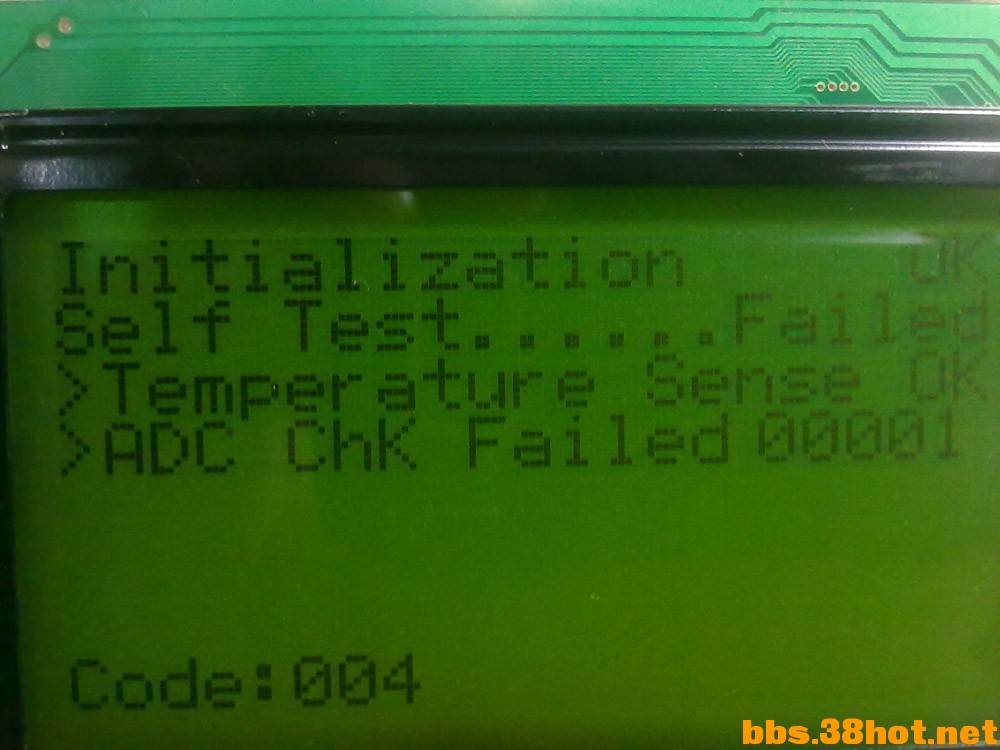 Initialization OK
Self Test......Failed
>Temperature Sense OK
>ADC ChK Failed 00001
Code:004
bbs.38hot.net